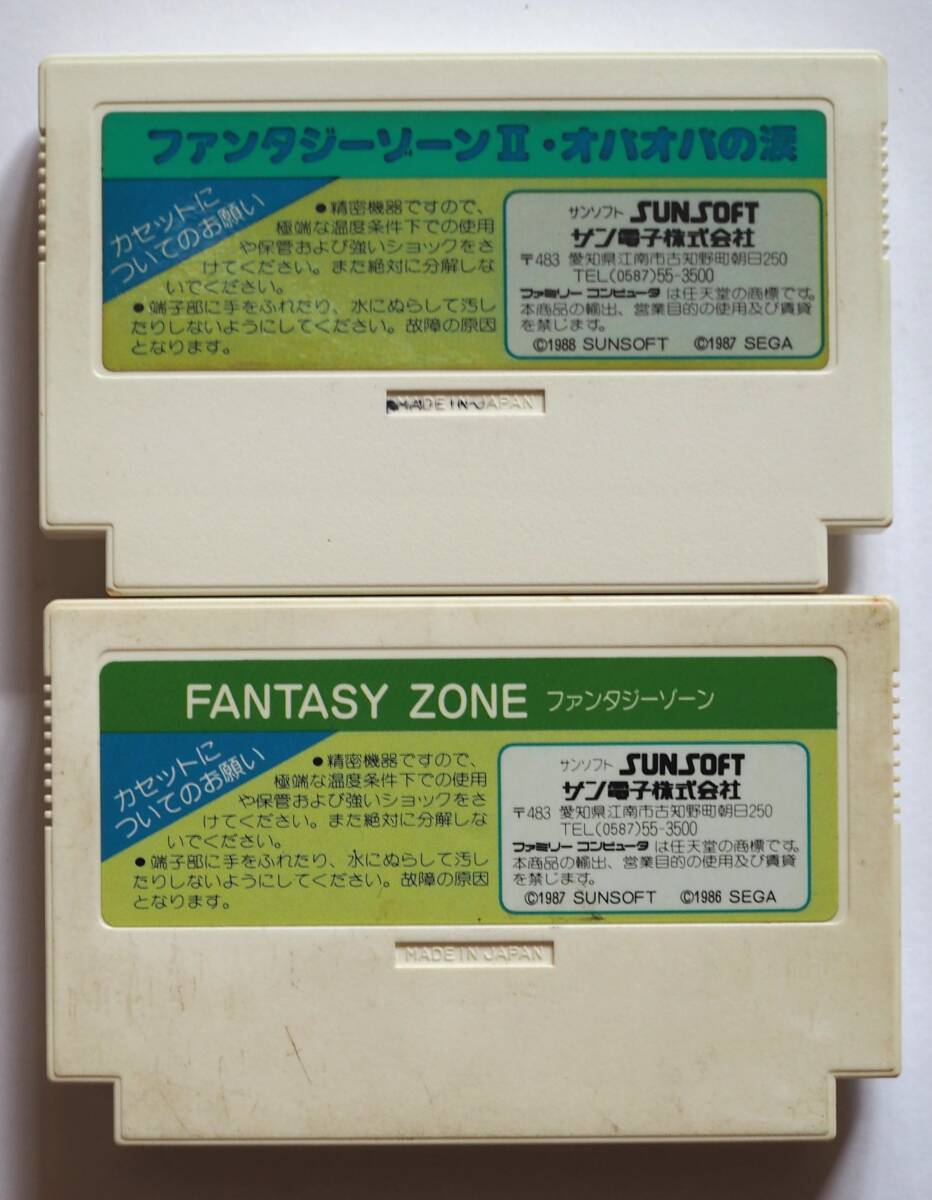 ファンタジーゾーンⅡ・オパオパの涙
カセットに
ついてのお願い
●精密機器ですので、
極端な温度条件下での使用
や保管および強いショックをさ
けてください。また絶対に分解しな
いでください。
●端子部に手をふれたり、水にぬらして汚し
たりしないようにしてください。故障の原因
となります。
サンソフト SUNSOFT
サン電子株式会社
〒483 愛知県江南市古知野町朝日250
TEL(0587)55-3500
ファミリー コンピュータ は任天堂の商標です。
本商品の輸出、営業目的の使用及び賃貸
を禁じます。
©1988 SUNSOFT ©1987 SEGA
MADE IN JAPAN
FANTASY ZONE ファンタジーゾーン
カセットに
ついてのお願い
●精密機器ですので、
極端な温度条件下での使用
や保管および強いショックをさ
けてください。また絶対に分解しな
いでください。
●端子部に手をふれたり、水にぬらして汚し
たりしないようにしてください。故障の原因
となります。
サンソフト SUNSOFT
サン電子株式会社
〒483 愛知県江南市古知野町朝日250
TEL(0587)55-3500
ファミリー コンピュータ は任天堂の商標です。
本商品の輸出、営業目的の使用及び賃貸
を禁じます。
©1987 SUNSOFT ©1986 SEGA
MADE IN JAPAN